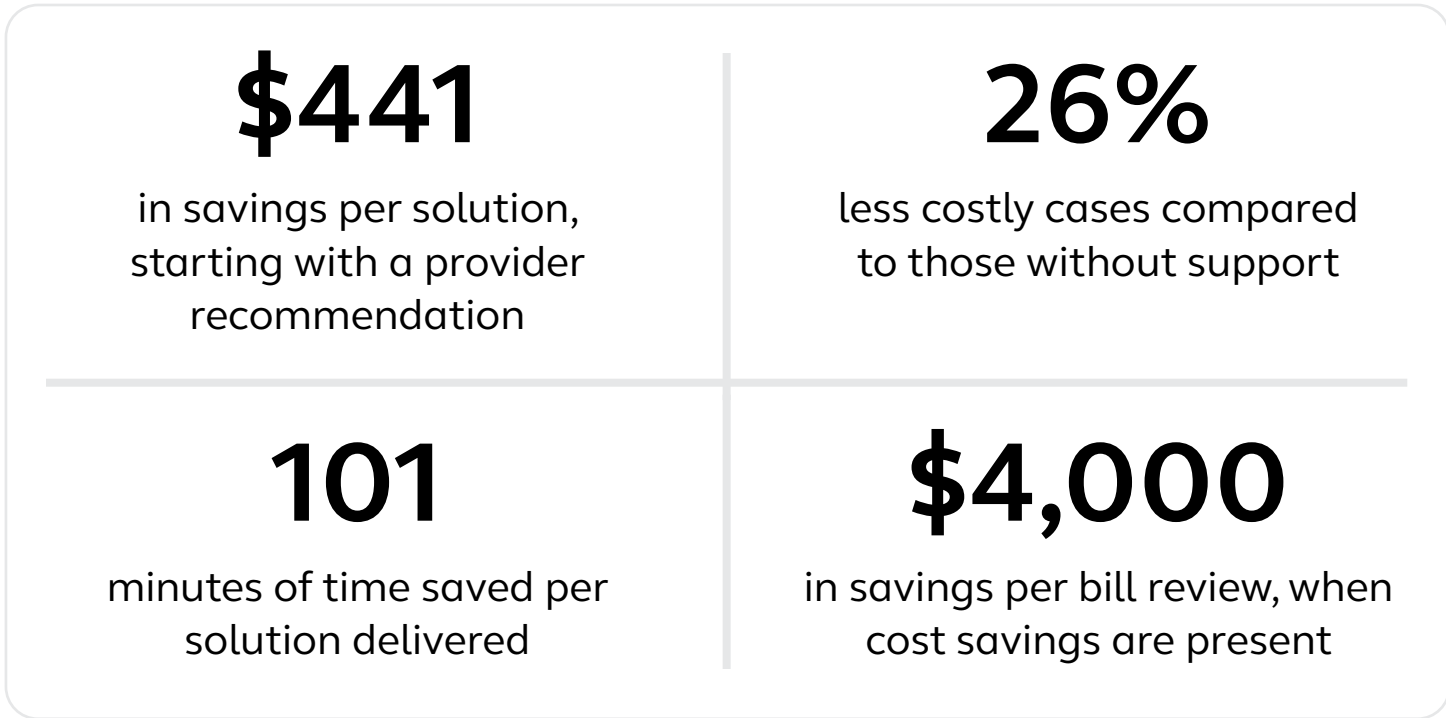 $441
in savings per solution,
starting with a provider
recommendation
26%
less costly cases compared
to those without support
101
minutes of time saved per
solution delivered
$4,000
in savings per bill review, when
cost savings are present